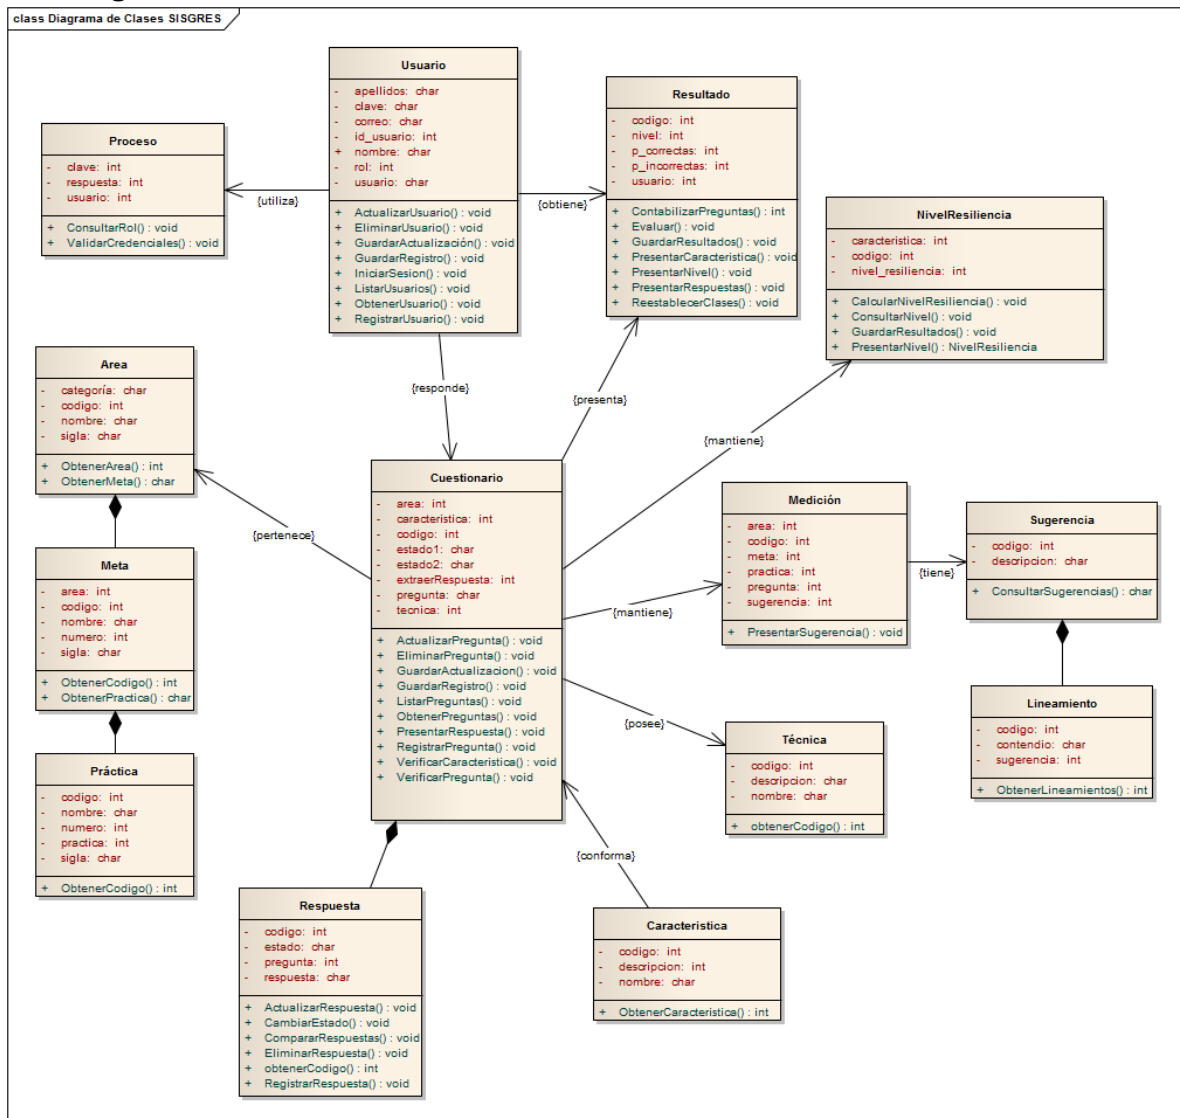 class Diagrama de Clases SISGRES
Usuario
- apellidos: char
- clave: char
- correo: char
- id_usuario: int
+ nombre: char
- rol: int
- usuario: char
+ ActualizarUsuario() : void
+ EliminarUsuario() : void
+ GuardarActualización() : void
+ GuardarRegistro() : void
+ IniciarSesion() : void
+ ListarUsuarios() : void
+ ObtenerUsuario() : void
+ RegistrarUsuario() : void
Resultado
- codigo: int
- nivel: int
- p_correctas: int
- p_incorrectas: int
- usuario: int
+ ContabilizarPreguntas() : int
+ Evaluar() : void
+ GuardarResultados() : void
+ PresentarCaracteristica() : void
+ PresentarNivel() : void
+ PresentarRespuestas() : void
+ ReestablecerClases() : void
Proceso
- clave: int
- respuesta: int
- usuario: int
+ ConsultarRol() : void
+ ValidarCredenciales() : void
{utiliza}
{obtiene}
NivelResiliencia
- caracteristica: int
- codigo: int
- nivel_resiliencia: int
+ CalcularNivelResiliencia() : void
+ ConsultarNivel() : void
+ GuardarResultados() : void
+ PresentarNivel() : NivelResiliencia
Area
- categoría: char
- codigo: int
- nombre: char
- sigla: char
+ ObtenerArea() : int
+ ObtenerMeta() : char
{responde}
{presenta}
{mantiene}
Cuestionario
- area: int
- caracteristica: int
- codigo: int
- estado1: char
- estado2: char
- extraerRespuesta: int
- pregunta: char
- tecnica: int
+ ActualizarPregunta() : void
+ EliminarPregunta() : void
+ GuardarActualizacion() : void
+ GuardarRegistro() : void
+ ListarPreguntas() : void
+ ObtenerPreguntas() : void
+ PresentarRespuesta() : void
+ RegistrarPregunta() : void
+ VerificarCaracteristica() : void
+ VerificarPregunta() : void
{pertenece}
Medición
- area: int
- codigo: int
- meta: int
- practica: int
- pregunta: int
- sugerencia: int
+ PresentarSugerencia() : void
{mantiene}
{tiene}
Sugerencia
- codigo: int
- descripcion: char
+ ConsultarSugerencias() : char
Meta
- area: int
- codigo: int
- nombre: char
- numero: int
- sigla: char
+ ObtenerCodigo() : int
+ ObtenerPractica() : char
Lineamiento
- codigo: int
- contendio: char
- sugerencia: int
+ ObtenerLineamientos() : int
{posee}
Técnica
- codigo: int
- descripcion: char
- nombre: char
+ obtenerCodigo() : int
Práctica
- codigo: int
- nombre: char
- numero: int
- practica: int
- sigla: char
+ ObtenerCodigo() : int
{conforma}
Respuesta
- codigo: int
- estado: char
- pregunta: int
- respuesta: char
+ ActualizarRespuesta() : void
+ CambiarEstado() : void
+ CompararRespuestas() : void
+ EliminarRespuesta() : void
+ obtenerCodigo() : int
+ RegistrarRespuesta() : void
Caracteristica
- codigo: int
- descripcion: int
- nombre: char
+ ObtenerCaracteristica() : int